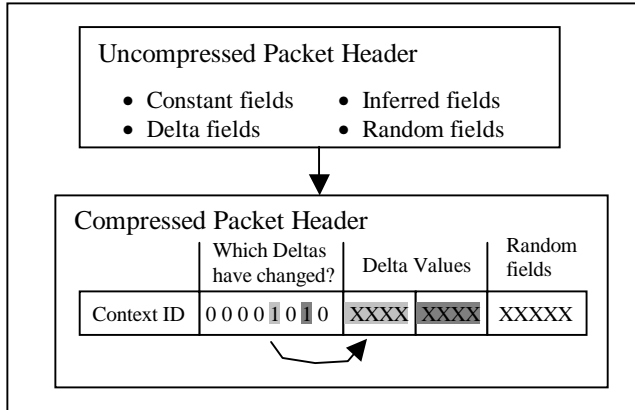 Uncompressed Packet Header
• Constant fields • Inferred fields
• Delta fields • Random fields
Compressed Packet Header
Which Deltas
have changed?
Delta Values
Random
fields
Context ID 0 0 0 0 1 0 1 0 XXXX XXXX XXXXX